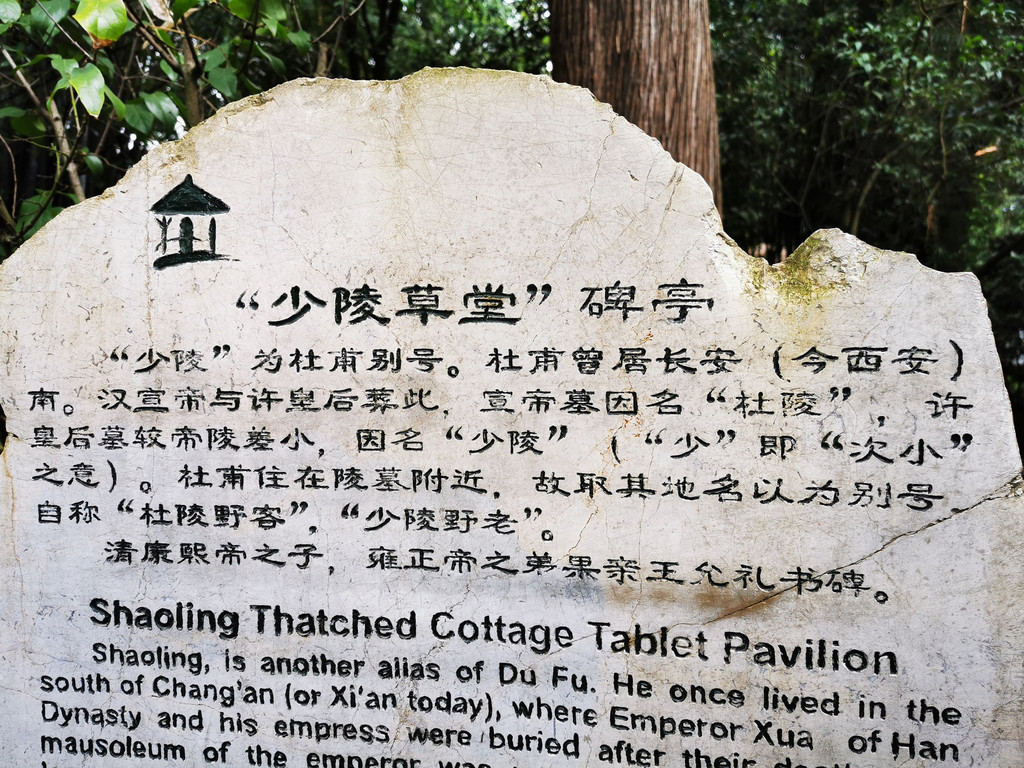 “少陵草堂”碑亭
“少陵”为杜甫别号。杜甫曾居长安(今西安)
南。汉宣帝与许皇后葬此，宣帝墓因名“杜陵”，许
皇后墓较帝陵墓小，因名“少陵”(“少”即“次小”
之意)。杜甫住在陵墓附近，故取其地名以为别号，
自称“杜陵野客”，“少陵野老”。
清康熙帝之子，雍正帝之弟果亲王允礼书碑。
Shaoling Thatched Cottage Tablet Pavilion
Shaoling, is another alias of Du Fu. He once lived in the
south of Chang'an (or Xi'an today), where Emperor Xua of Han
Dynasty and his empress were buried after their
mausoleum of the emperor was